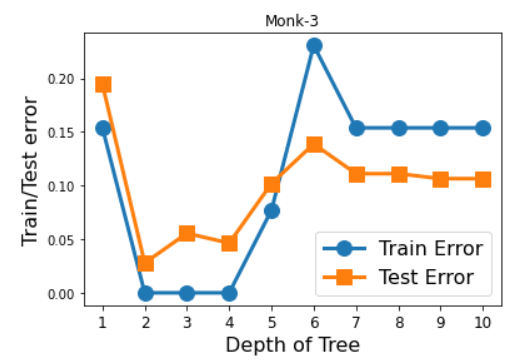 Monk-3
Train/Test error
0.20
0.15
0.10
0.05
0.00
Train Error
Test Error
1 2 3 4 5 6 7 8 9 10
Depth of Tree